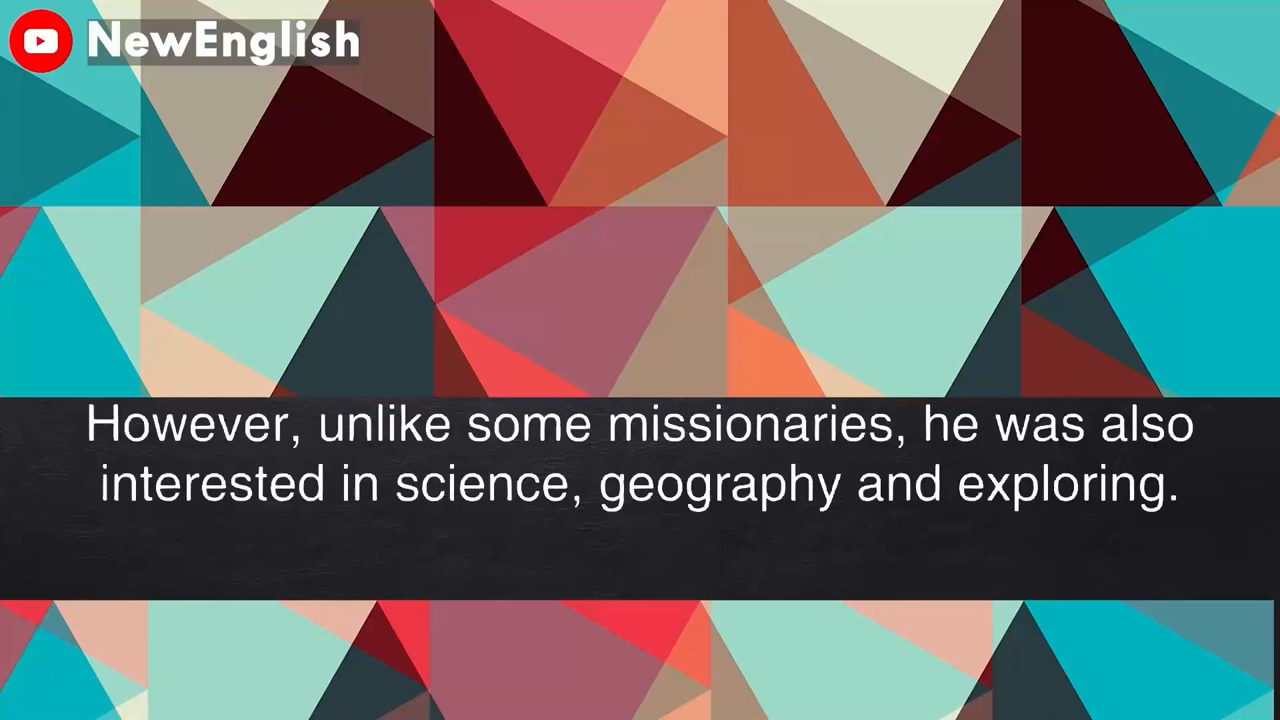 NewEnglish
However, unlike some missionaries, he was also
interested in science, geography and exploring.